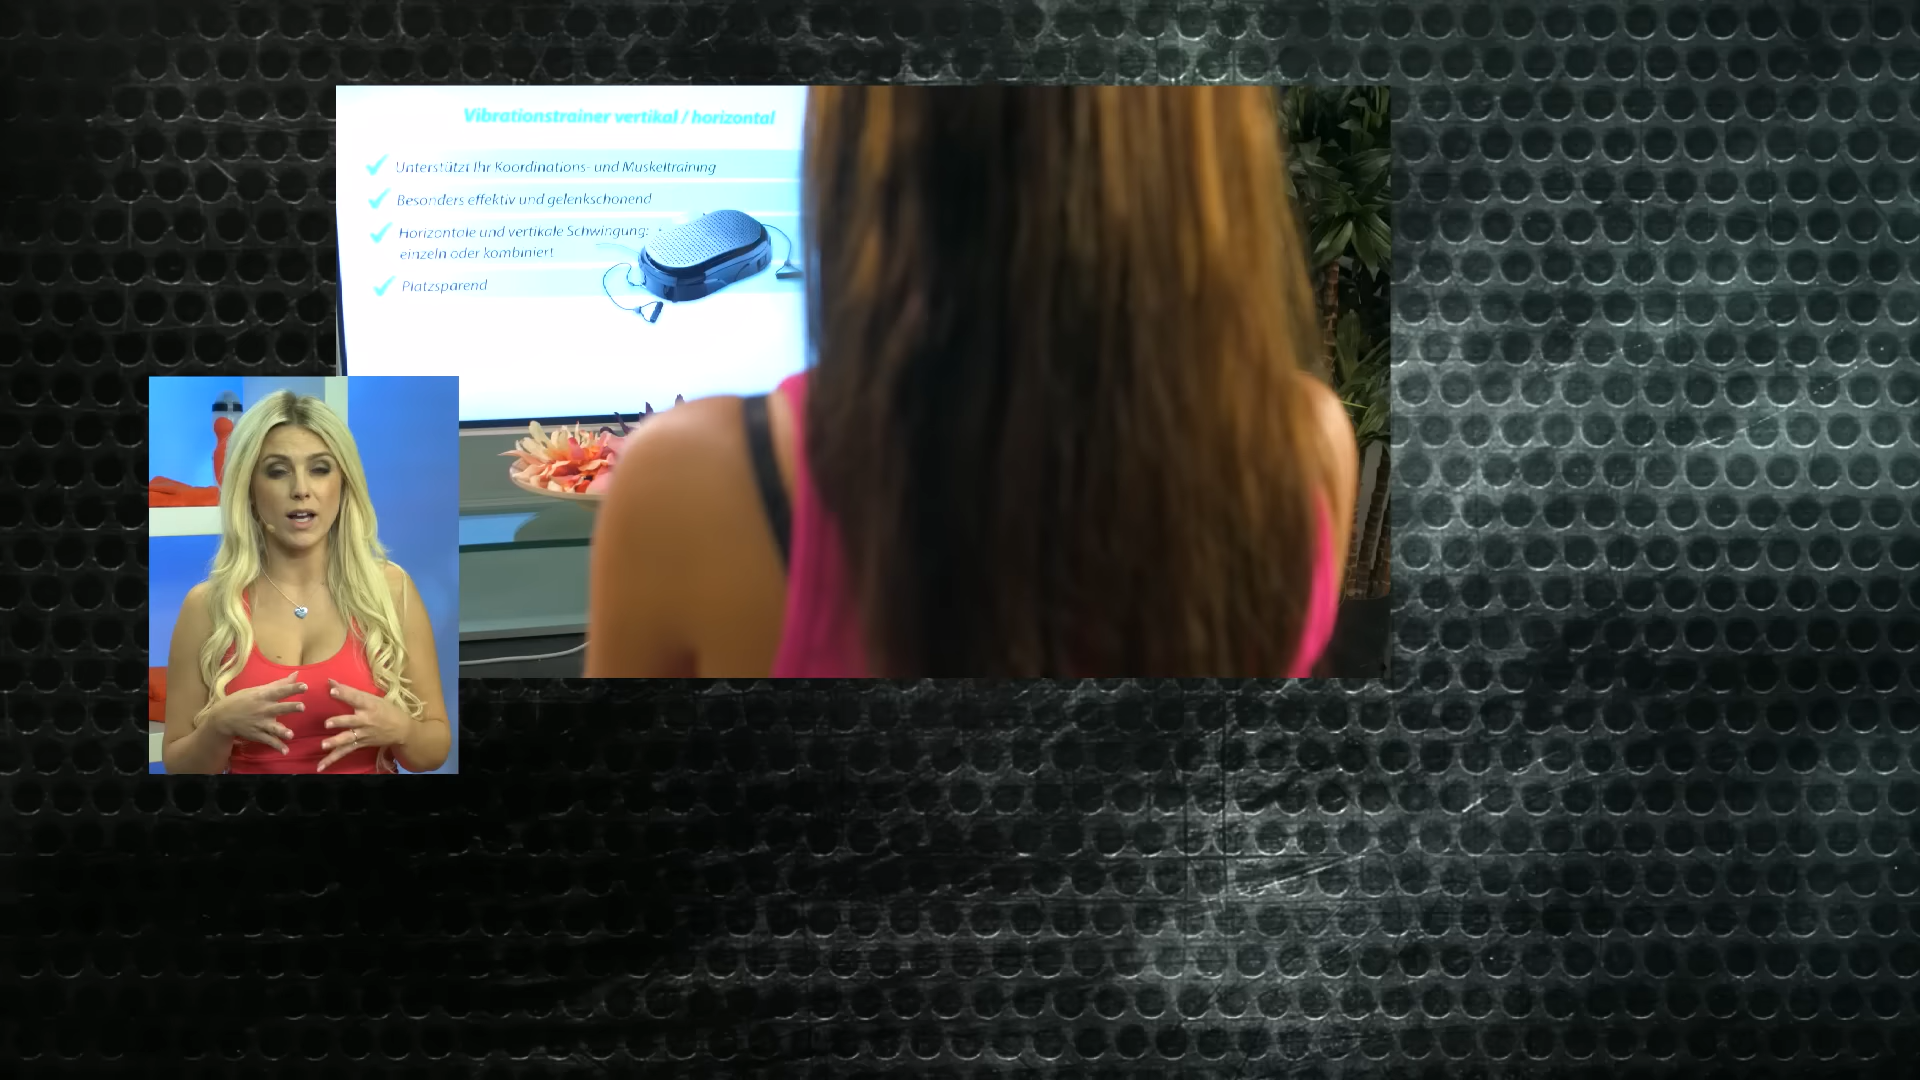 Vibrationstrainer vertikal / horizontal
Unterstützt Ihr Koordinations- und Muskeltraining
Besonders effektiv und gelenkschonend
Horizontale und vertikale Schwingung:
einzeln oder kombiniert
Platzsparend